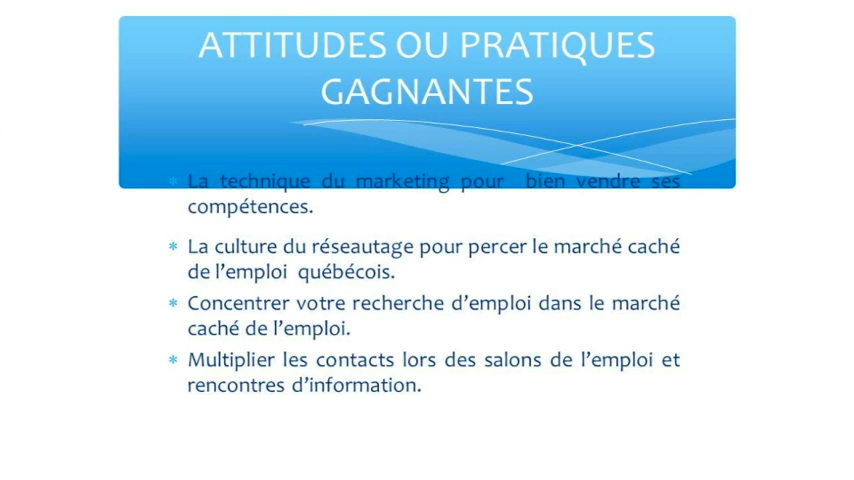 ATTITUDES OU PRATIQUES
GAGNANTES
* La technique du marketing pour bien vendre ses
compétences.
* La culture du réseautage pour percer le marché caché
de l’emploi québécois.
* Concentrer votre recherche d’emploi dans le marché
caché de l’emploi.
* Multiplier les contacts lors des salons de l’emploi et
rencontres d’information.